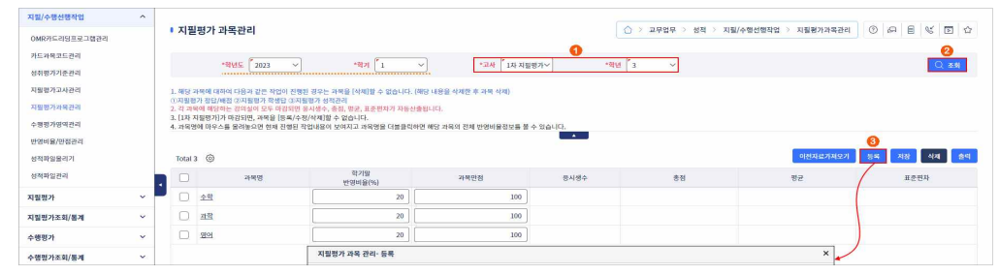 지필/수행선행작업
OMR카드리딩프로그램관리
카드과목코드관리
성취평가기준관리
지필평가고사관리
지필평가과목관리
수행평가영역관리
반영비율/만점관리
성적파일올리기
성적파일관리
지필평가
지필평가조회/통계
수행평가
수행평가조회/통계
지필평가 과목관리
교무업무 > 성적 > 지필/수행선행작업 > 지필평가과목관리
1
2
*학년도 2023 *학기 1 *고사 1차 지필평가 *학년 3 조회
1. 해당 과목에 대하여 다음과 같은 작업이 진행된 경우는 과목을 [삭제]할 수 없습니다. (해당 내용을 삭제한 후 과목 삭제)
①지필평가 정답/배점 ②지필평가 학생답 ③지필평가 성적관리
2. 각 과목에 해당하는 강의실이 모두 마감되면 응시생수, 총점, 평균, 표준편차가 자동산출됩니다.
3. [1차 지필평가]가 마감되면, 과목을 [등록/수정/삭제]할 수 없습니다.
4. 과목명에 마우스를 올려놓으면 현재 진행된 작업내용이 보여지고 과목명을 더블클릭하면 해당 과목의 전체 반영비율정보를 볼 수 있습니다.
3
Total 3 이전자료가져오기 등록 저장 삭제 출력
과목명 학기말 반영비율(%) 과목만점 응시생수 총점 평균 표준편차
수학 20 100
과학 20 100
영어 20 100
지필평가 과목 관리- 등록 ×